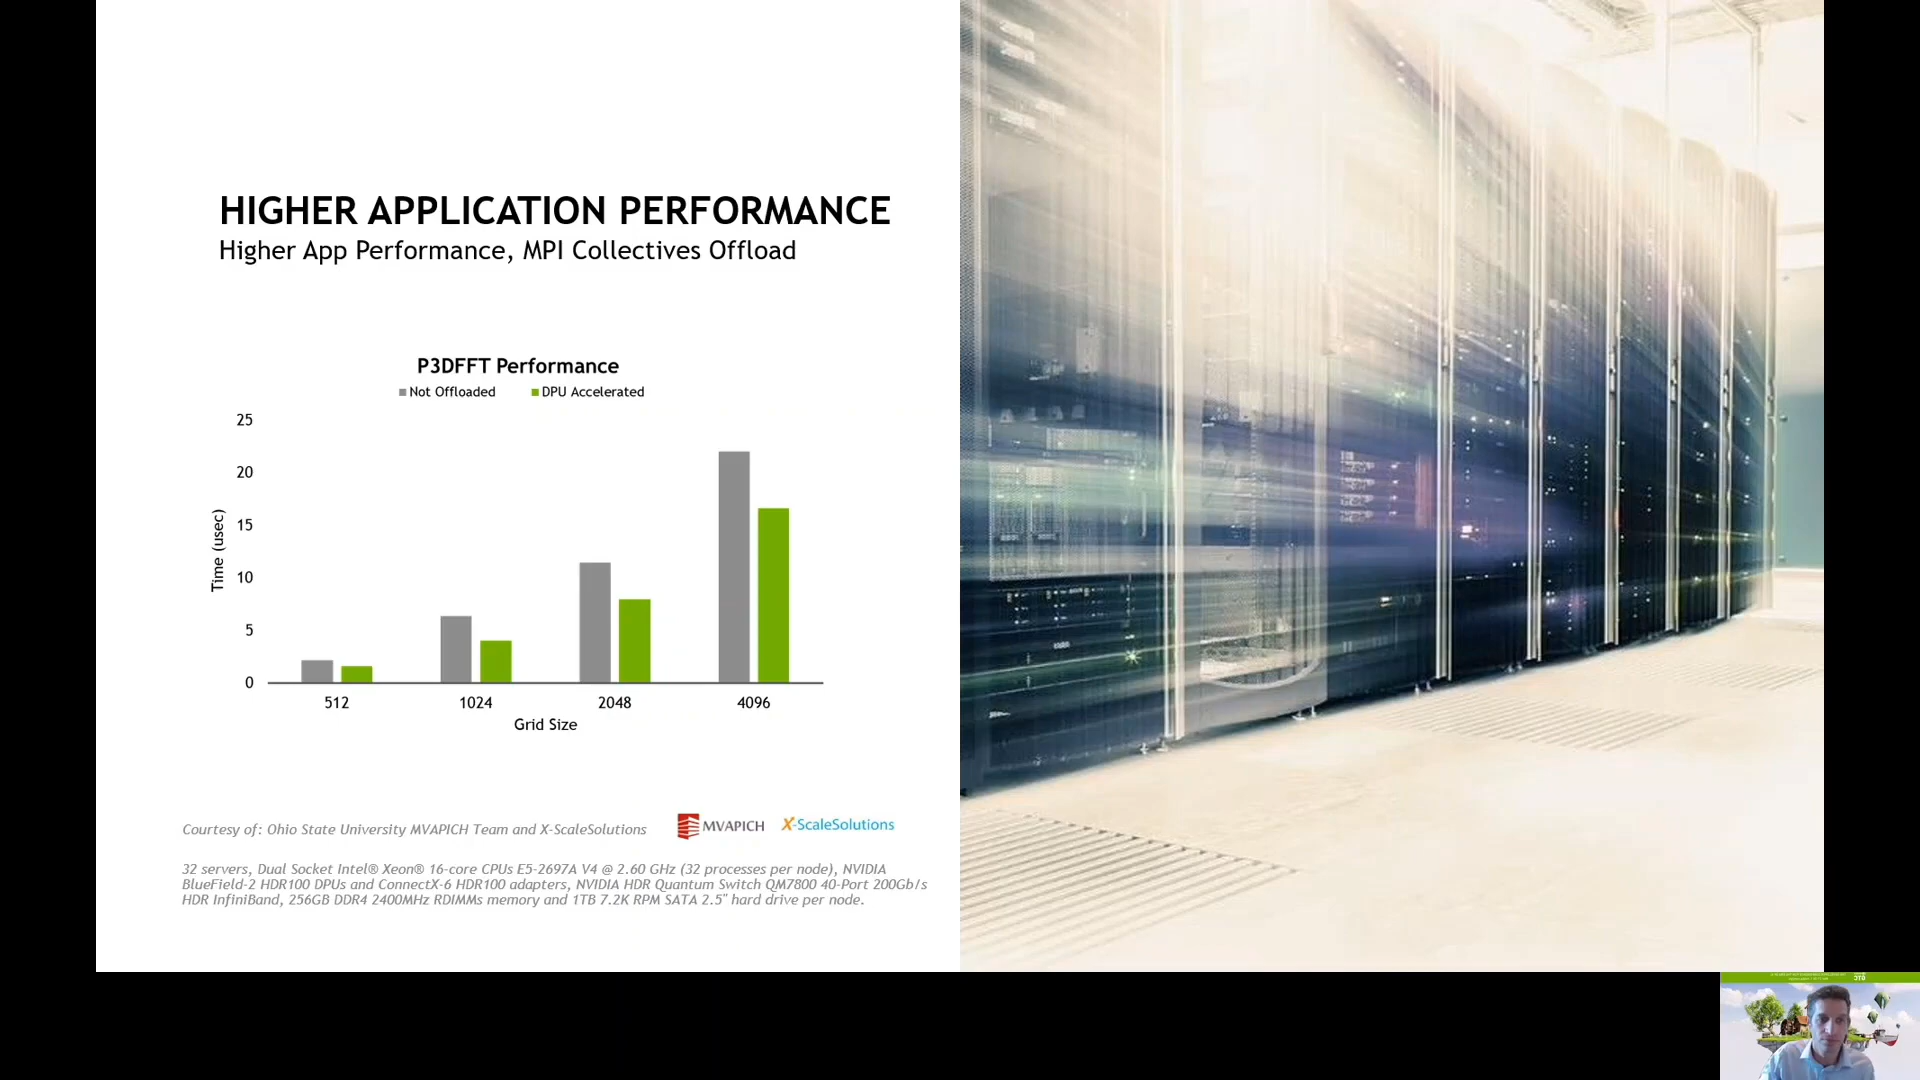 HIGHER APPLICATION PERFORMANCE
Higher App Performance, MPI Collectives Offload
P3DFFT Performance
Not Offloaded DPU Accelerated
25
20
15
10
5
0
Time (usec)
512 1024 2048 4096
Grid Size
Courtesy of: Ohio State University MVAPICH Team and X-ScaleSolutions
MVAPICH X-ScaleSolutions
32 servers, Dual Socket Intel® Xeon® 16-core CPUs E5-2697A V4 @ 2.60 GHz (32 processes per node), NVIDIA
BlueField-2 HDR100 DPUs and ConnectX-6 HDR100 adapters, NVIDIA HDR Quantum Switch QM7800 40-Port 200Gb/s
HDR InfiniBand, 256GB DDR4 2400MHz RDIMMs memory and 1TB 7.2K RPM SATA 2.5" hard drive per node.